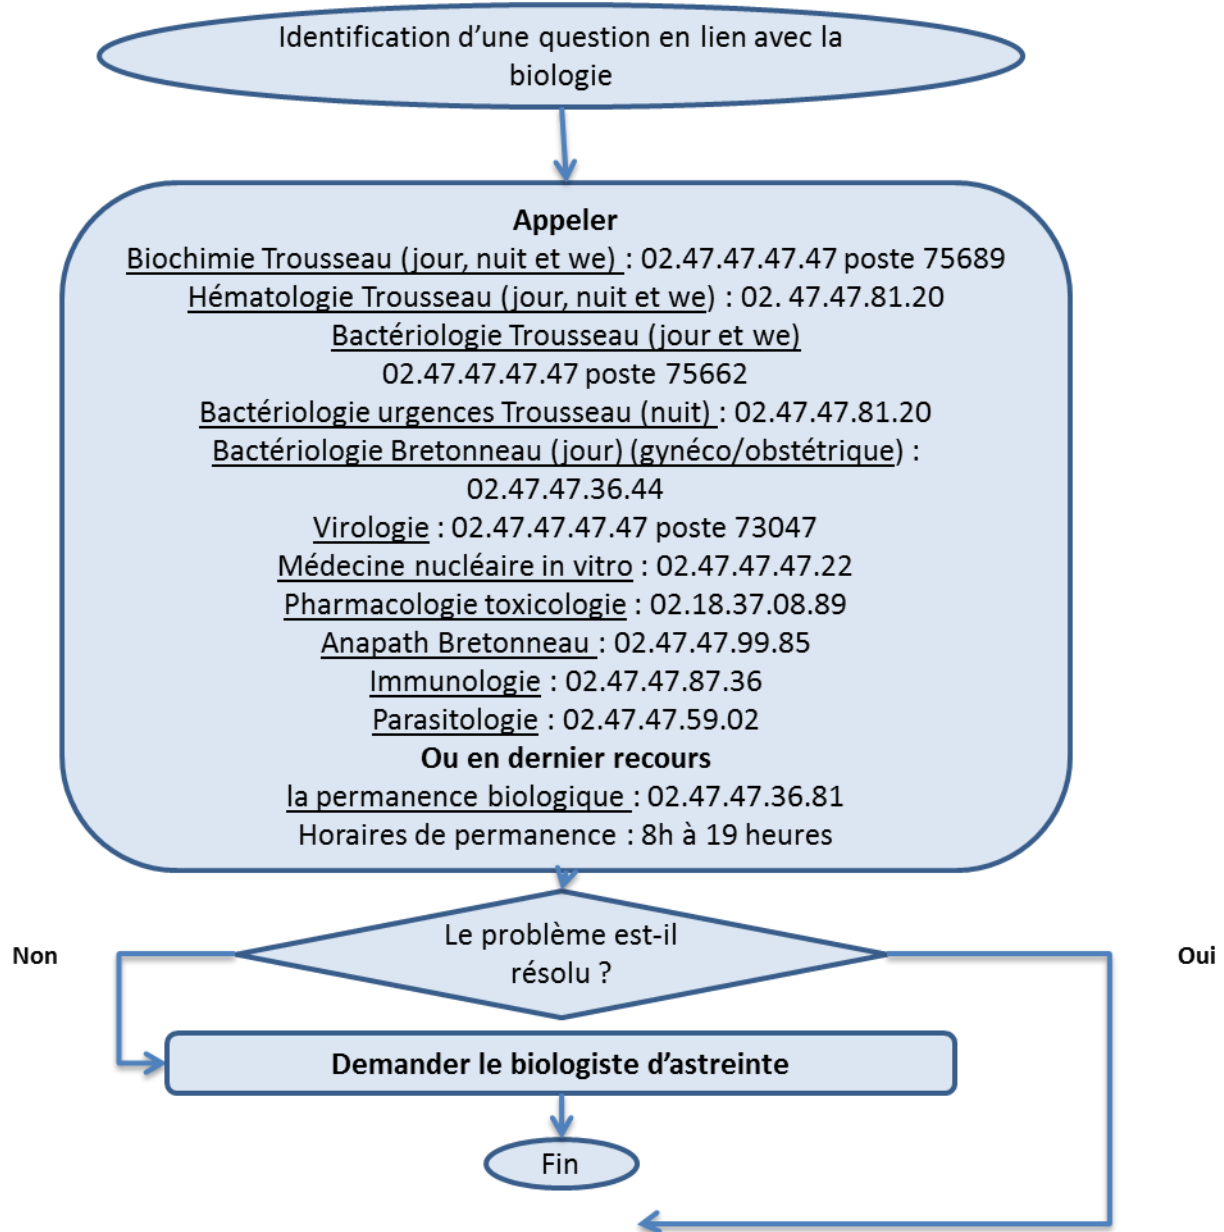 Identification d’une question en lien avec la
biologie
Appeler
Biochimie Trousseau (jour, nuit et we) : 02.47.47.47.47 poste 75689
Hématologie Trousseau (jour, nuit et we) : 02. 47.47.81.20
Bactériologie Trousseau (jour et we)
02.47.47.47.47 poste 75662
Bactériologie urgences Trousseau (nuit) : 02.47.47.81.20
Bactériologie Bretonneau (jour) (gynéco/obstétrique) :
02.47.47.36.44
Virologie : 02.47.47.47.47 poste 73047
Médecine nucléaire in vitro : 02.47.47.47.22
Pharmacologie toxicologie : 02.18.37.08.89
Anapath Bretonneau : 02.47.47.99.85
Immunologie : 02.47.47.87.36
Parasitologie : 02.47.47.59.02
Ou en dernier recours
la permanence biologique : 02.47.47.36.81
Horaires de permanence : 8h à 19 heures
Le problème est-il
résolu ?
Non
Oui
Demander le biologiste d’astreinte
Fin